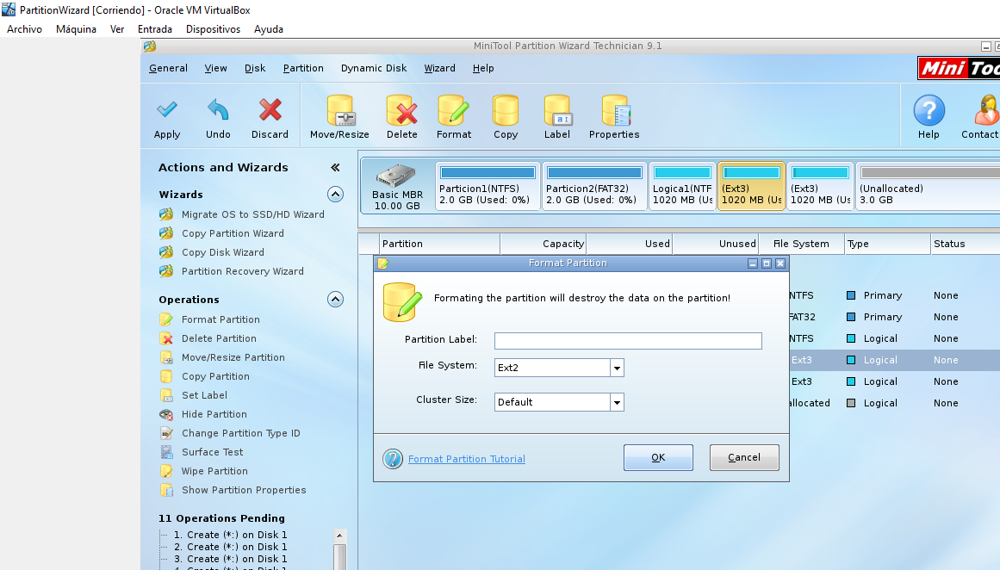 PartitionWizard [Corriendo] - Oracle VM VirtualBox
Archivo Máquina Ver Entrada Dispositivos Ayuda
MiniTool Partition Wizard Technician 9.1
General View Disk Partition Dynamic Disk Wizard Help
Mini Too
Apply Undo Discard Move/Resize Delete Format Copy Label Properties Help Contact
Actions and Wizards
Wizards
Migrate OS to SSD/HD Wizard
Copy Partition Wizard
Copy Disk Wizard
Partition Recovery Wizard
Operations
Format Partition
Delete Partition
Move/Resize Partition
Copy Partition
Set Label
Hide Partition
Change Partition Type ID
Surface Test
Wipe Partition
Show Partition Properties
11 Operations Pending
1. Create (*:) on Disk 1
2. Create (*:) on Disk 1
3. Create (*:) on Disk 1
4. Create (*:) on Disk 1
Basic MBR
10.00 GB
Particion1(NTFS)
2.0 GB (Used: 0%)
Particion2(FAT32)
2.0 GB (Used: 0%)
Logica1(NTF
1020 MB (Us
(Ext3)
1020 MB (Us
(Ext3)
1020 MB (Us
(Unallocated)
3.0 GB
Partition Capacity Used Unused File System Type Status
NTFS Primary None
FAT32 Primary None
NTFS Logical None
Ext3 Logical None
Ext3 Logical None
allocated Logical None
Format Partition
Formating the partition will destroy the data on the partition!
Partition Label:
File System: Ext2
Cluster Size: Default
Format Partition Tutorial
OK Cancel